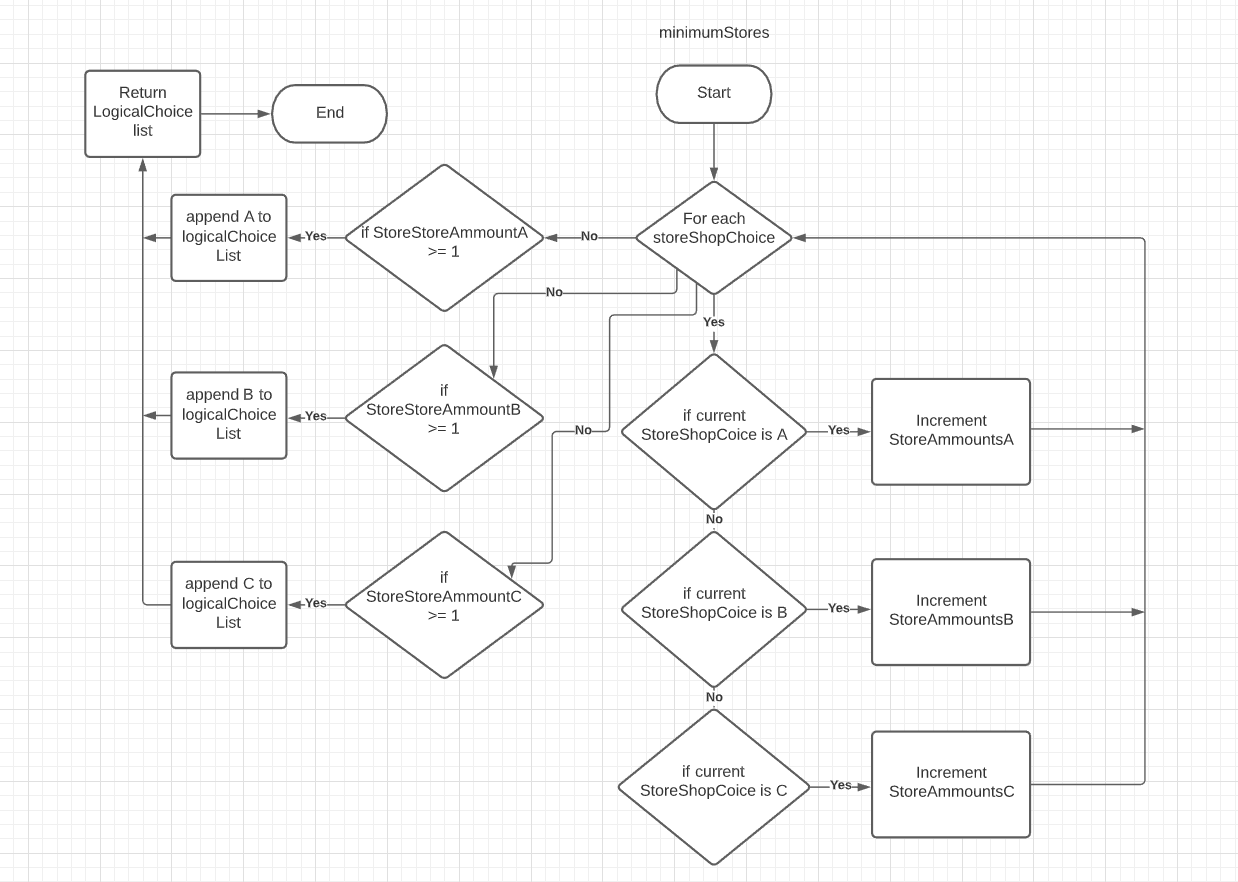 minimumStores
Start
Return
LogicalChoice
list
End
For each
storeShopChoice
No
if StoreStoreAmmountA
>= 1
Yes
append A to
logicalChoice
List
No
Yes
if
StoreStoreAmmountB
>= 1
Yes
append B to
logicalChoice
List
No
if current
StoreShopCoice is A
Yes
Increment
StoreAmmountsA
No
if
StoreStoreAmmountC
>= 1
Yes
append C to
logicalChoice
List
if current
StoreShopCoice is B
Yes
Increment
StoreAmmountsB
No
if current
StoreShopCoice is C
Yes
Increment
StoreAmmountsC